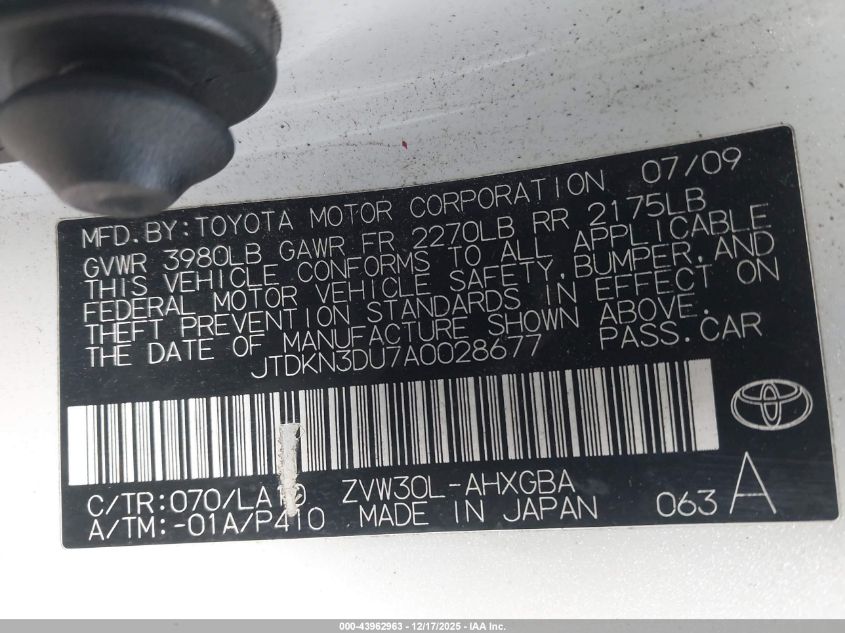 MFD.BY:TOYOTA MOTOR CORPORATION 07/09
GVWR 3980LB GAWR FR 2270LB RR 2175LB
THIS VEHICLE CONFORMS TO ALL APPLICABLE
FEDERAL MOTOR VEHICLE SAFETY,BUMPER,AND
THEFT PREVENTION STANDARDS IN EFFECT ON
THE DATE OF MANUFACTURE SHOWN ABOVE.
JTDKN3DU7A0028677 PASS.CAR
C/TR:070/LA10 ZVW30L-AHXGBA
A/TM:-01A/P410 MADE IN JAPAN 063 A
000-43962963 - 12/17/2025 - IAA Inc.